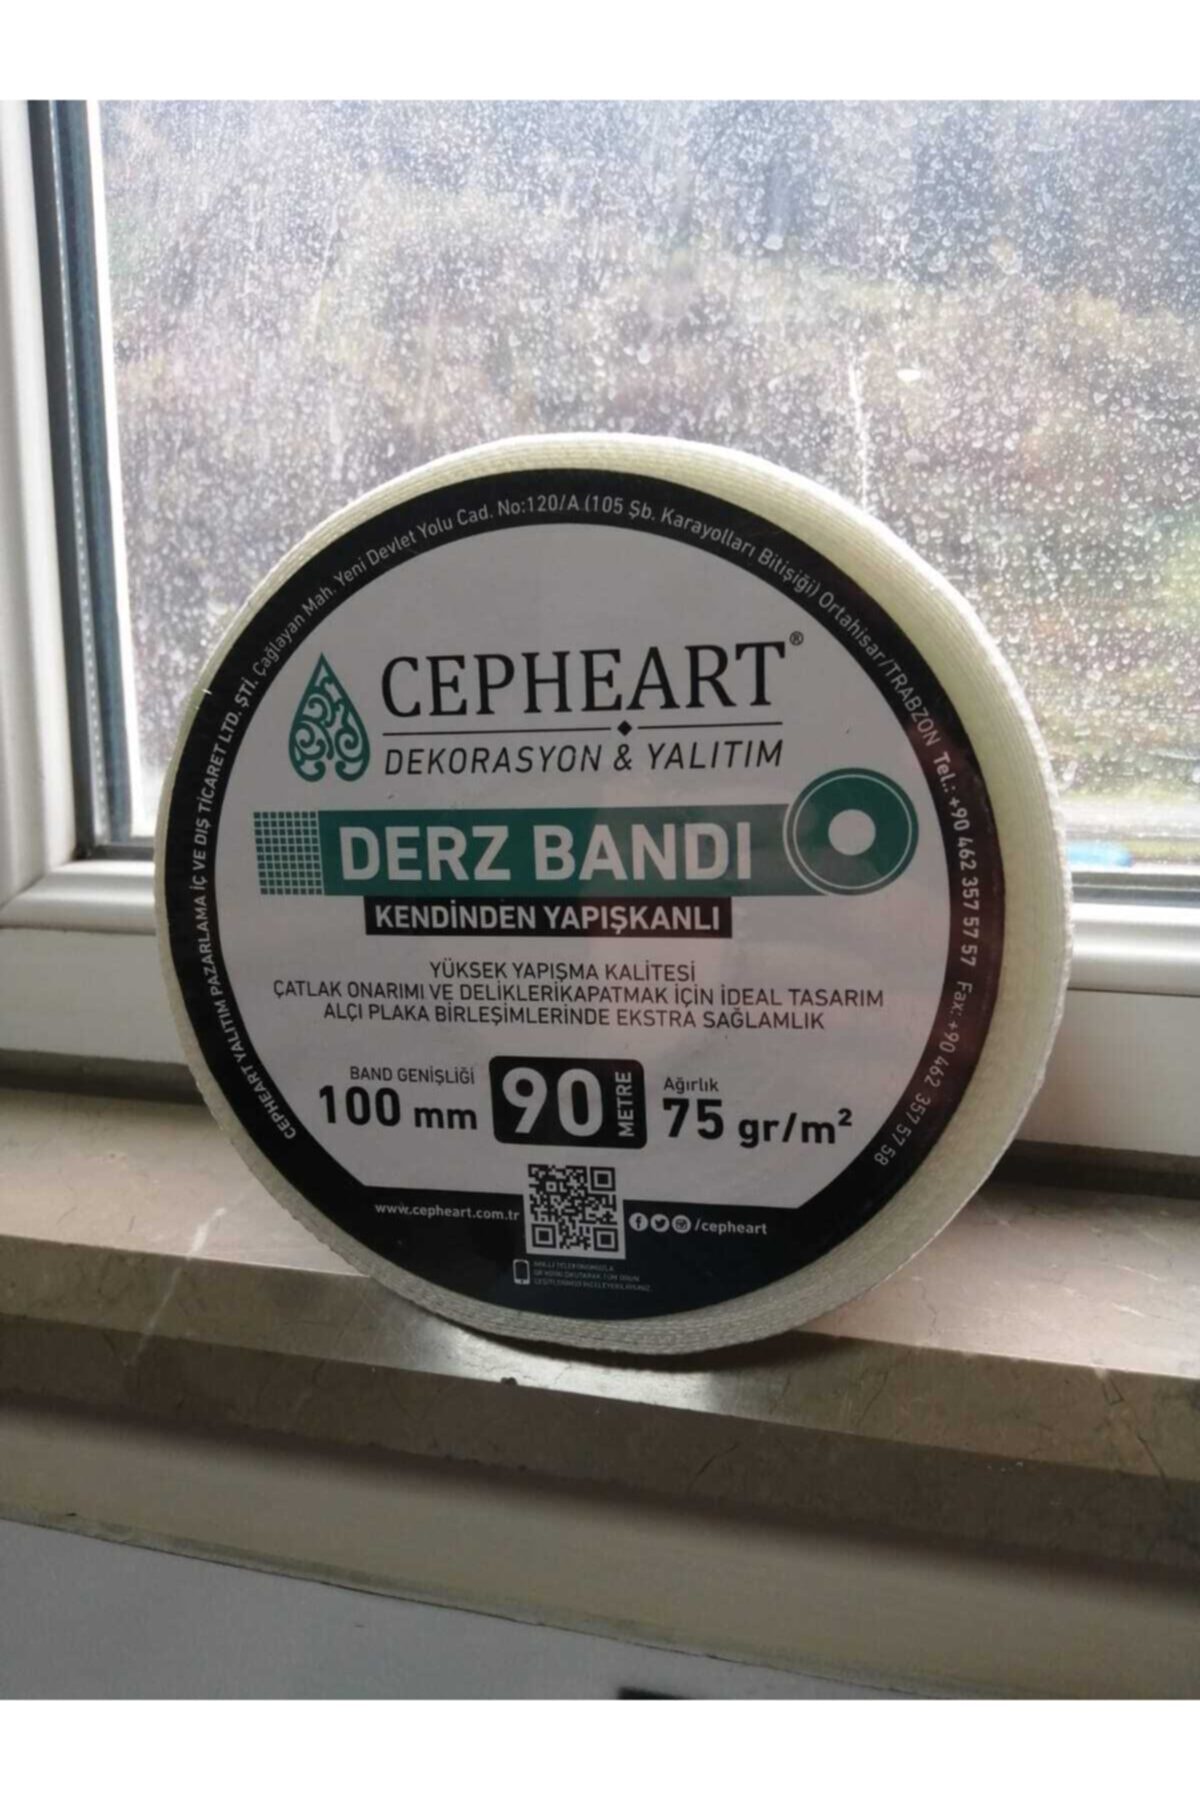 CEPHEART YALITIM PAZARLAMA İÇ VE DIŞ TİCARET LTD. ŞTİ. Çağlayan Mah. Yeni Devlet Yolu Cad. No:120/A (105 Şb. Karayolları Bitişiği) Ortahisar/TRABZON Tel.: +90 462 357 57 57 Fax: +90 462 357 57 58
CEPHEART®
DEKORASYON & YALITIM
DERZ BANDI
KENDİNDEN YAPIŞKANLI
YÜKSEK YAPIŞMA KALİTESİ
ÇATLAK ONARIMI VE DELİKLERİKAPATMAK İÇİN İDEAL TASARIM
ALÇI PLAKA BİRLEŞİMLERİNDE EKSTRA SAĞLAMLIK
BAND GENİŞLİĞİ
100 mm
90 METRE
Ağırlık
75 gr/m²
www.cepheart.com.tr
/cepheart